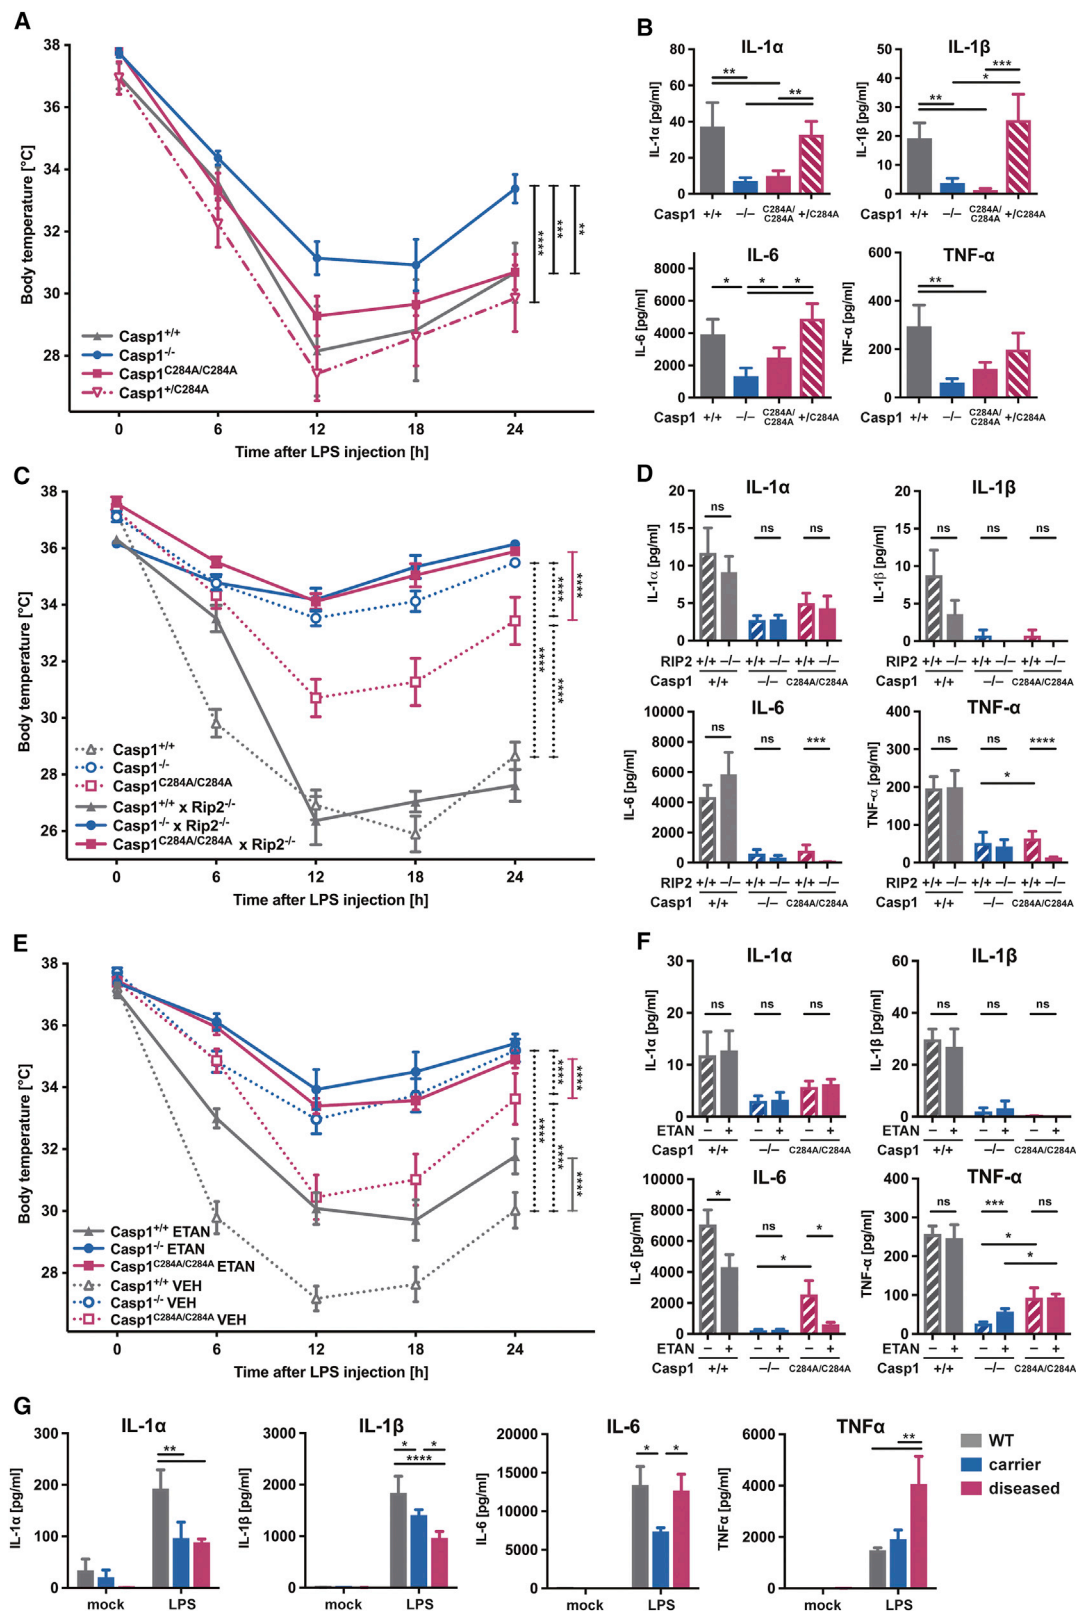 A
Body temperature [°C]
38
36
34
32
30
28
0 6 12 18 24
Time after LPS injection [h]
Casp1+/+
Casp1-/-
Casp1C284A/C284A
Casp1+/C284A
****
***
**
B
IL-1α
IL-1α [pg/ml]
80
60
40
20
0
**
**
Casp1 +/+ –/– C284A/C284A +/C284A
IL-1β
IL-1β [pg/ml]
50
40
30
20
10
0
***
*
**
Casp1 +/+ –/– C284A/C284A +/C284A
IL-6
IL-6 [pg/ml]
8000
6000
4000
2000
0
* * *
Casp1 +/+ –/– C284A/C284A +/C284A
TNF-α
TNF-α [pg/ml]
600
400
200
0
**
Casp1 +/+ –/– C284A/C284A +/C284A
C
Body temperature [°C]
38
36
34
32
30
28
26
0 6 12 18 24
Time after LPS injection [h]
Casp1+/+
Casp1-/-
Casp1C284A/C284A
Casp1+/+ x Rip2-/-
Casp1-/- x Rip2-/-
Casp1C284A/C284A x Rip2-/-
****
****
****
****
D
IL-1α
IL-1α [pg/ml]
20
15
10
5
0
ns ns ns
RIP2 +/+ –/– +/+ –/– +/+ –/–
Casp1 +/+ –/– C284A/C284A
IL-1β
IL-1β [pg/ml]
20
15
10
5
0
ns ns ns
RIP2 +/+ –/– +/+ –/– +/+ –/–
Casp1 +/+ –/– C284A/C284A
IL-6
IL-6 [pg/ml]
10000
8000
6000
4000
2000
0
ns ns ***
RIP2 +/+ –/– +/+ –/– +/+ –/–
Casp1 +/+ –/– C284A/C284A
TNF-α
TNF-α [pg/ml]
400
300
200
100
0
ns ns ****
*
RIP2 +/+ –/– +/+ –/– +/+ –/–
Casp1 +/+ –/– C284A/C284A
E
Body temperature [°C]
38
36
34
32
30
28
0 6 12 18 24
Time after LPS injection [h]
Casp1+/+ ETAN
Casp1-/- ETAN
Casp1C284A/C284A ETAN
Casp1+/+ VEH
Casp1-/- VEH
Casp1C284A/C284A VEH
****
****
****
****
****
F
IL-1α
IL-1α [pg/ml]
30
20
10
0
ns ns ns
ETAN – + – + – +
Casp1 +/+ –/– C284A/C284A
IL-1β
IL-1β [pg/ml]
60
40
20
0
ns ns ns
ETAN – + – + – +
Casp1 +/+ –/– C284A/C284A
IL-6
IL-6 [pg/ml]
10000
8000
6000
4000
2000
0
* ns *
*
ETAN – + – + – +
Casp1 +/+ –/– C284A/C284A
TNF-α
TNF-α [pg/ml]
400
300
200
100
0
ns *** ns
*
*
ETAN – + – + – +
Casp1 +/+ –/– C284A/C284A
G
IL-1α
IL-1α [pg/ml]
300
200
100
0
**
mock LPS
IL-1β
IL-1β [pg/ml]
3000
2000
1000
0
* *
****
mock LPS
IL-6
IL-6 [pg/ml]
20000
15000
10000
5000
0
* *
mock LPS
TNFα
TNFα [pg/ml]
6000
4000
2000
0
**
mock LPS
WT
carrier
diseased